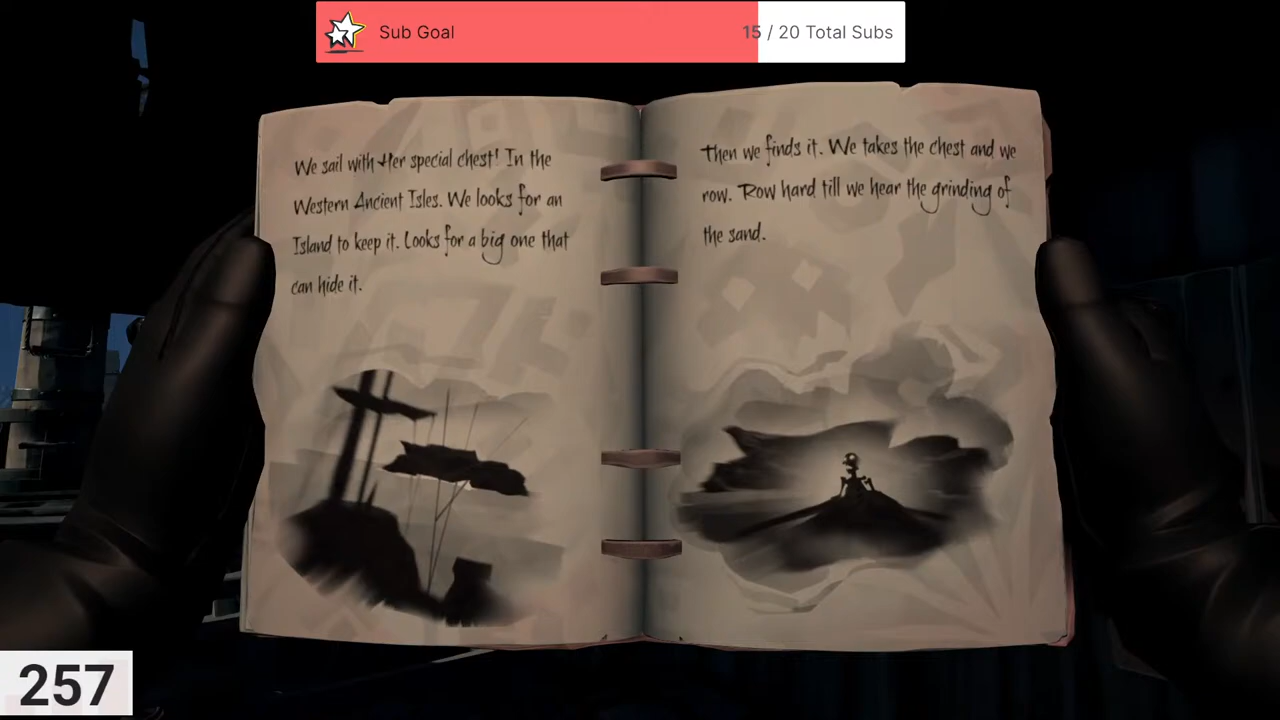 Sub Goal
15 / 20 Total Subs
We sail with Her special chest! In the
Western Ancient Isles. We looks for an
Island to keep it. Looks for a big one that
can hide it.
Then we finds it. We takes the chest and we
row. Row hard till we hear the grinding of
the sand.
257